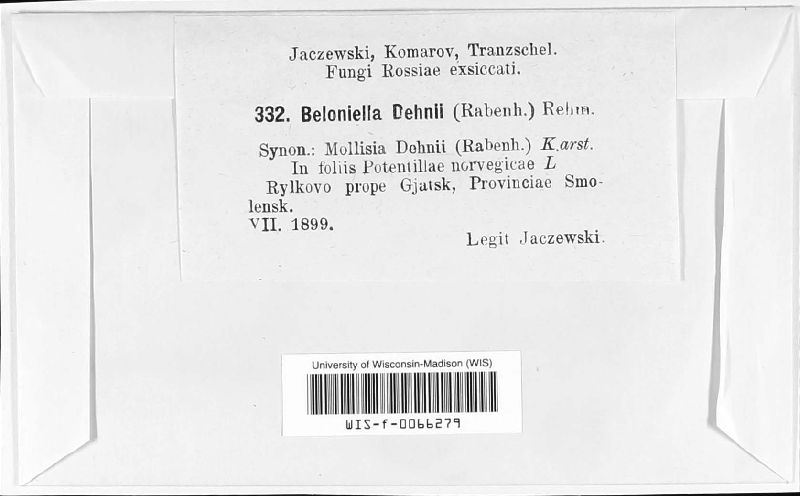 Jaczewski, Komarov, Tranzschel.
Fungi Rossiae exsiccati.
332. Beloniella Dehnii (Rabenh.) Rehm.
Synon.: Mollisia Dehnii (Rabenh.) Karst.
In foliis Potentillae norvegicae L
Rylkovo prope Gjatsk, Provinciae Smo-
lensk.
VII. 1899.
Legit Jaczewski.
University of Wisconsin-Madison (WIS)
WIS-f-0066279